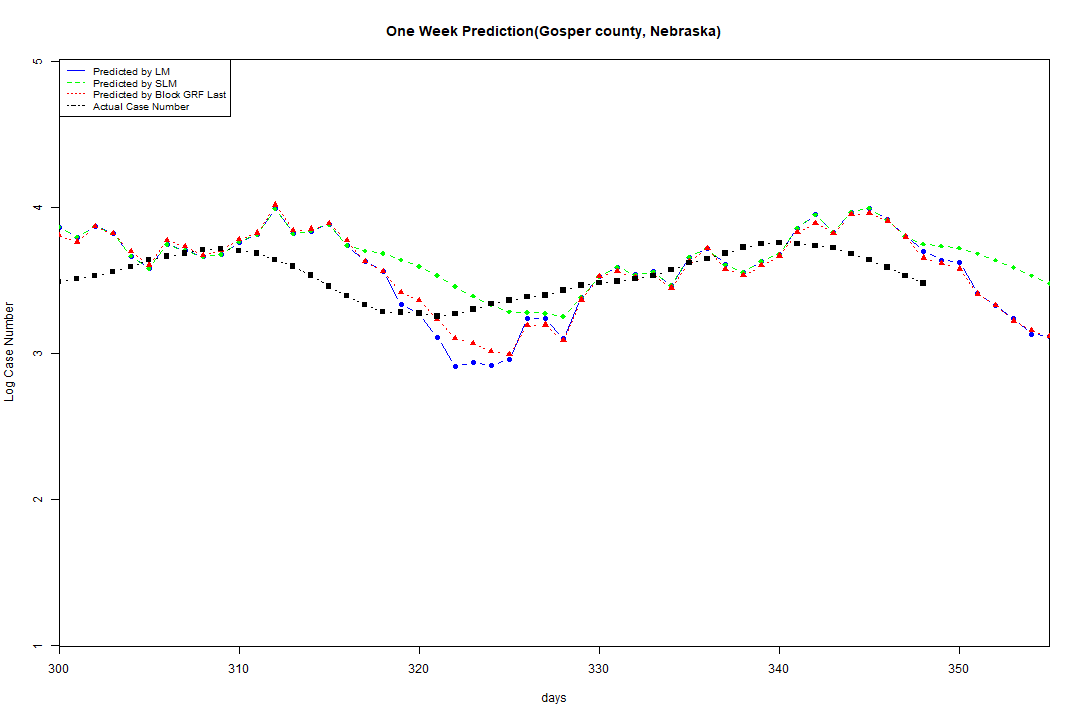 One Week Prediction(Gosper county, Nebraska)
Predicted by LM
Predicted by SLM
Predicted by Block GRF Last
Actual Case Number
5
4
3
2
1
Log Case Number
300 310 320 330 340 350
days